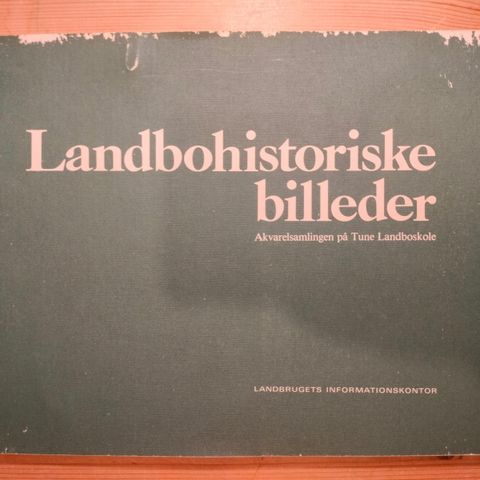 Landbohistoriske
billeder
Akvarelsamlingen på Tune Landboskole
LANDBRUGETS INFORMATIONSKONTOR